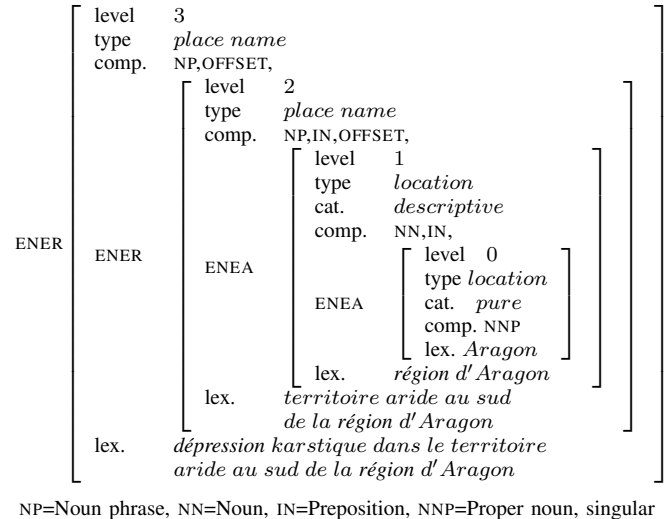 level 3
type place name
comp. NP,OFFSET,
level 2
type place name
comp. NP,IN,OFFSET,
level 1
type location
cat. descriptive
comp. NN,IN,
level 0
type location
cat. pure
comp. NNP
lex. Aragon
ENER
ENER
ENEA
ENEA
lex. région d'Aragon
lex. territoire aride au sud
de la région d'Aragon
lex. dépression karstique dans le territoire
aride au sud de la région d'Aragon
NP=Noun phrase, NN=Noun, IN=Preposition, NNP=Proper noun, singular